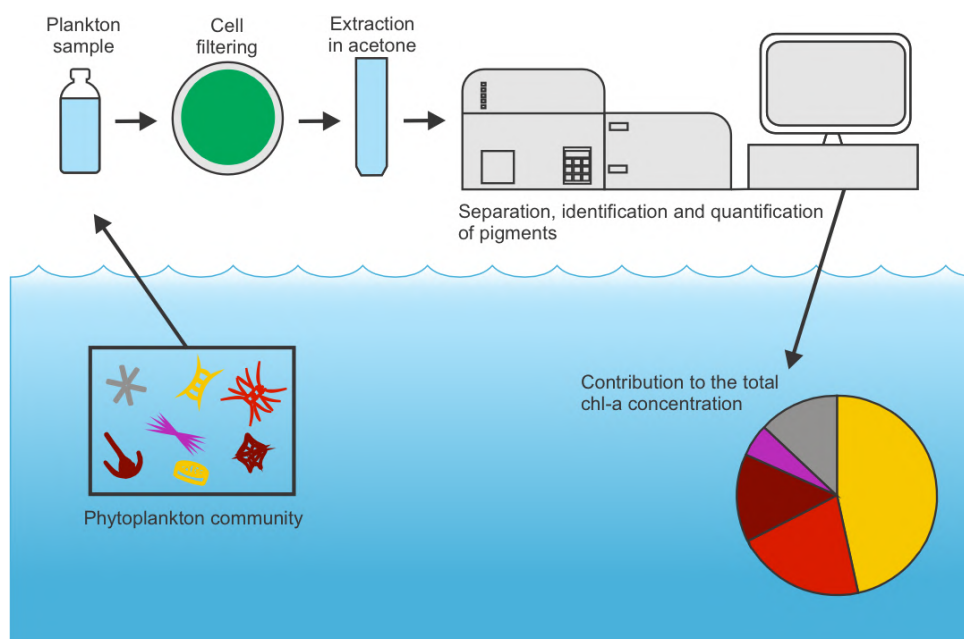 Plankton
sample
Cell
filtering
Extraction
in acetone
Separation, identification and quantification
of pigments
Contribution to the total
chl-a concentration
Phytoplankton community